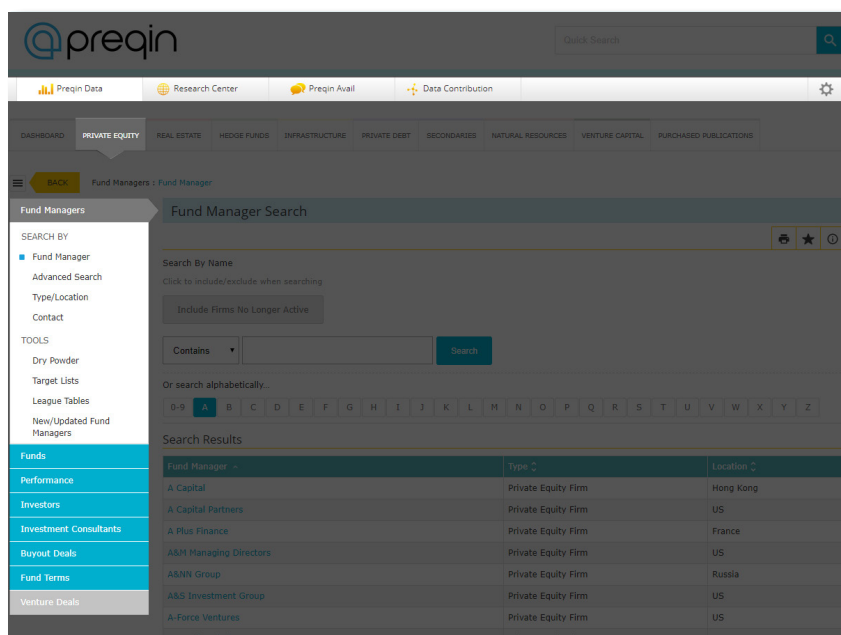 preqin
Quick Search
Preqin Data Research Center Preqin Avail Data Contribution
DASHBOARD PRIVATE EQUITY REAL ESTATE HEDGE FUNDS INFRASTRUCTURE PRIVATE DEBT SECONDARIES NATURAL RESOURCES VENTURE CAPITAL PURCHASED PUBLICATIONS
BACK Fund Managers : Fund Manager
Fund Managers
SEARCH BY
Fund Manager
Advanced Search
Type/Location
Contact
TOOLS
Dry Powder
Target Lists
League Tables
New/Updated Fund
Managers
Funds
Performance
Investors
Investment Consultants
Buyout Deals
Fund Terms
Venture Deals
Fund Manager Search
Search By Name
Click to include/exclude when searching
Include Firms No Longer Active
Contains Search
Or search alphabetically...
0-9 A B C D E F G H I J K L M N O P Q R S T U V W X Y Z
Search Results
Fund Manager Type Location
A Capital Private Equity Firm Hong Kong
A Capital Partners Private Equity Firm US
A Plus Finance Private Equity Firm France
A&M Managing Directors Private Equity Firm US
A&NN Group Private Equity Firm Russia
A&S Investment Group Private Equity Firm US
A-Force Ventures Private Equity Firm US